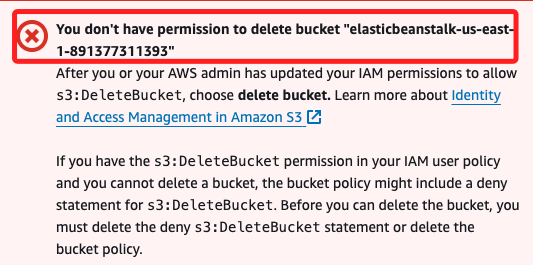 You don't have permission to delete bucket "elasticbeanstalk-us-east-
1-891377311393"
After you or your AWS admin has updated your IAM permissions to allow
s3:DeleteBucket, choose delete bucket. Learn more about Identity
and Access Management in Amazon S3
If you have the s3:DeleteBucket permission in your IAM user policy
and you cannot delete a bucket, the bucket policy might include a deny
statement for s3:DeleteBucket. Before you can delete the bucket, you
must delete the deny s3:DeleteBucket statement or delete the
bucket policy.